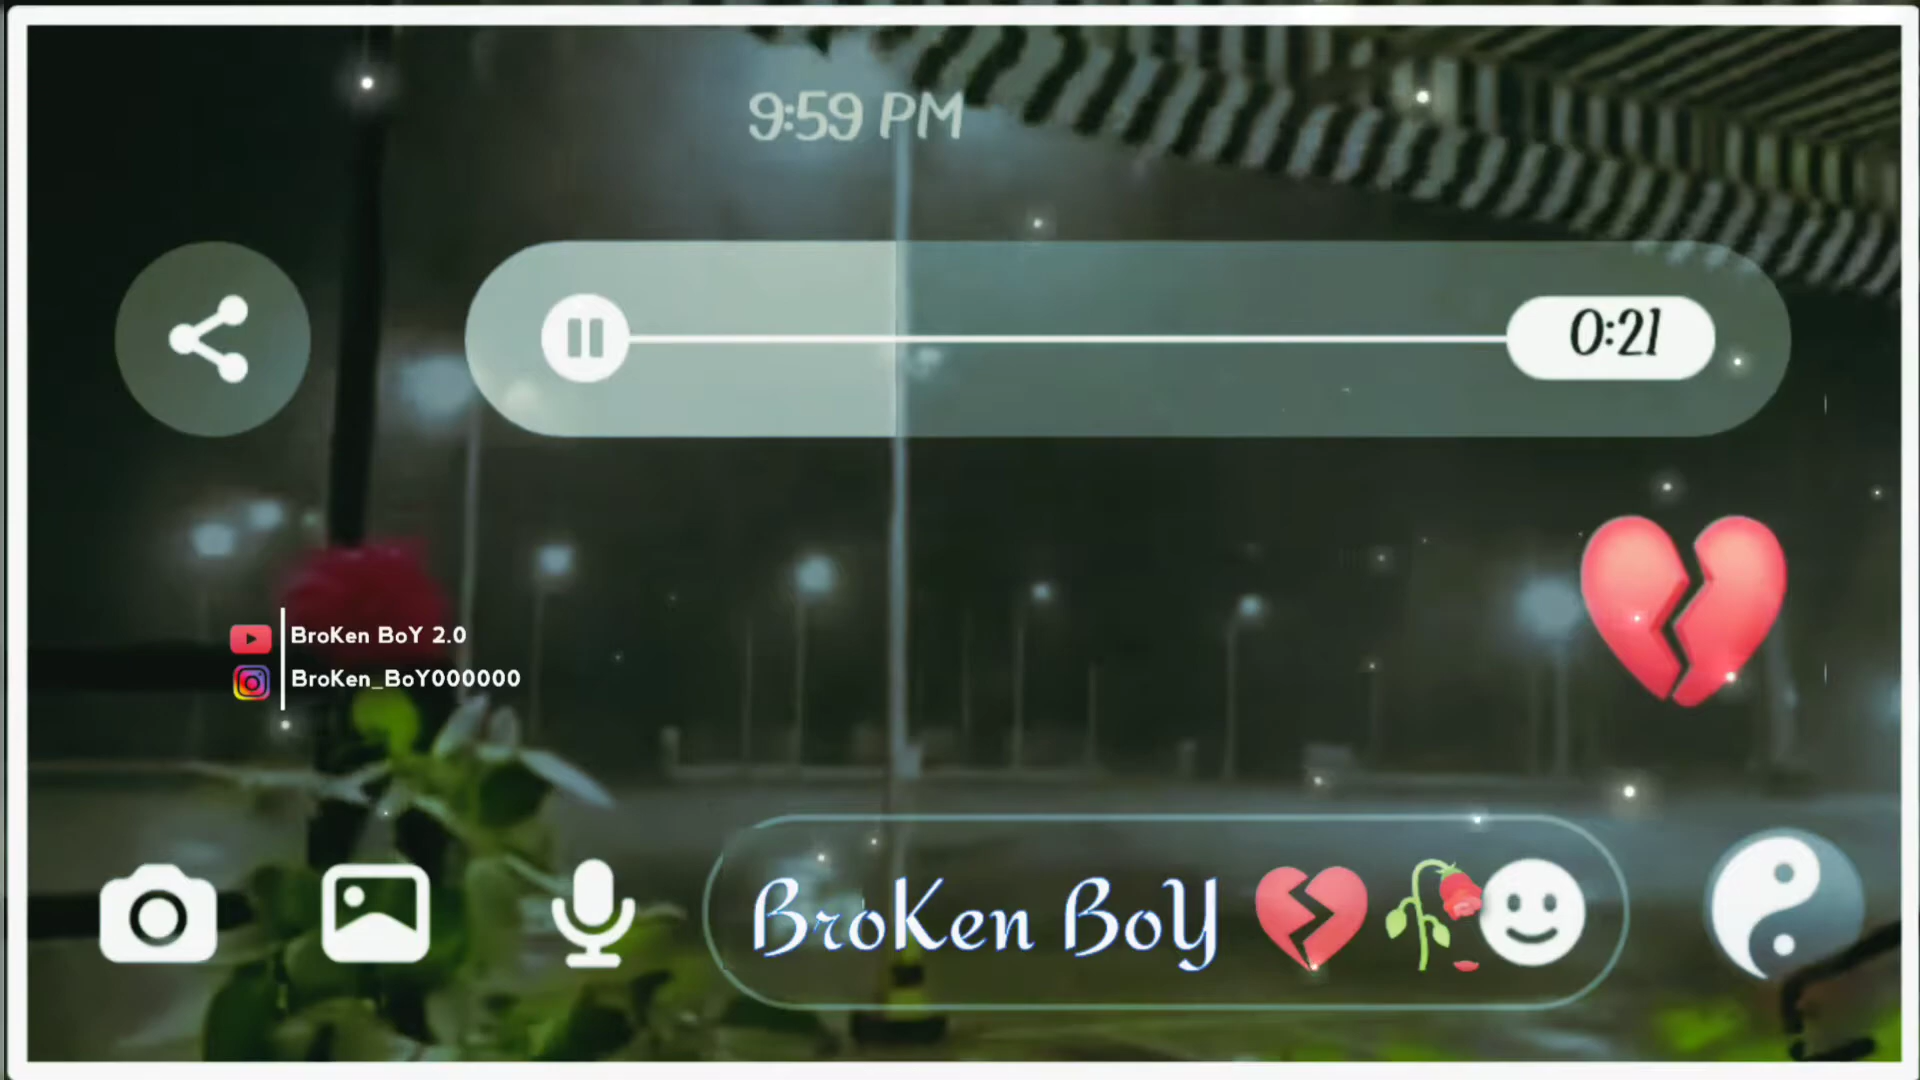 9:59 PM
0:21
BroKen BoY 2.0
BroKen_BoY000000
BroKen BoY 💔🥀